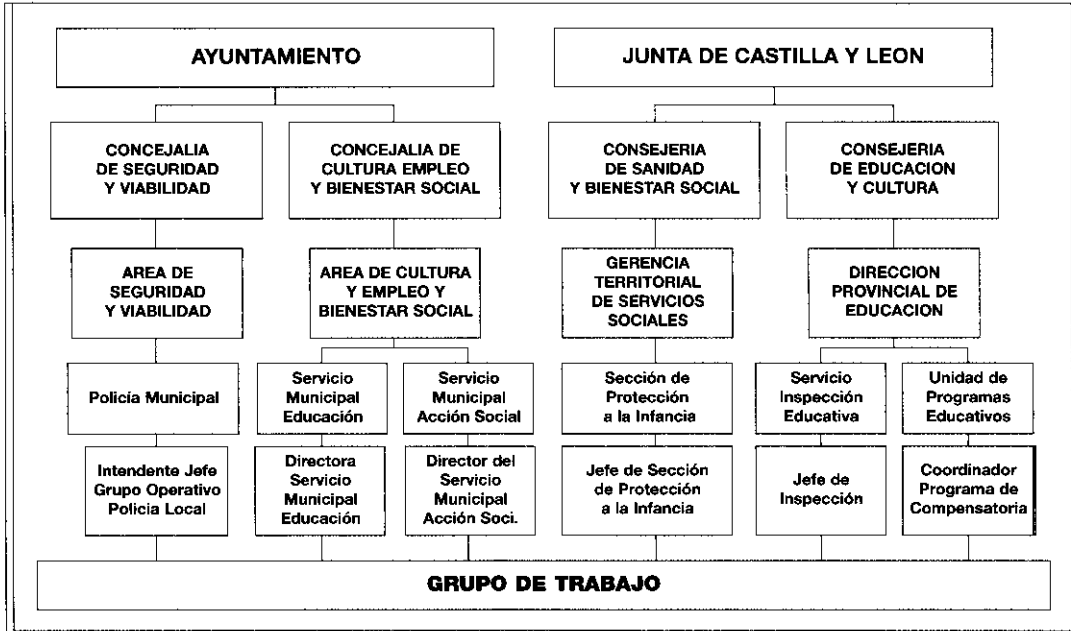 AYUNTAMIENTO
JUNTA DE CASTILLA Y LEON
CONCEJALIA
DE SEGURIDAD
Y VIABILIDAD
CONCEJALIA DE
CULTURA EMPLEO
Y BIENESTAR SOCIAL
CONSEJERIA
DE SANIDAD
Y BIENESTAR SOCIAL
CONSEJERIA
DE EDUCACION
Y CULTURA
AREA DE
SEGURIDAD
Y VIABILIDAD
AREA DE CULTURA
Y EMPLEO Y
BIENESTAR SOCIAL
GERENCIA
TERRITORIAL
DE SERVICIOS
SOCIALES
DIRECCION
PROVINCIAL DE
EDUCACION
Policía Municipal
Servicio
Municipal
Educación
Servicio
Municipal
Acción Social
Sección de
Protección
a la Infancia
Servicio
Inspección
Educativa
Unidad de
Programas
Educativos
Intendente Jefe
Grupo Operativo
Policia Local
Directora
Servicio
Municipal
Educación
Director del
Servicio
Municipal
Acción Soci.
Jefe de Sección
de Protección
a la Infancia
Jefe de
Inspección
Coordinador
Programa de
Compensatoria
GRUPO DE TRABAJO